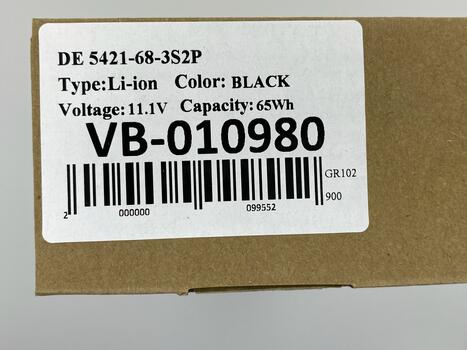 DE 5421-68-3S2P
Type:Li-ion Color: BLACK
Voltage:11.1V Capacity:65Wh
VB-010980
GR102
900
2 000000 099552